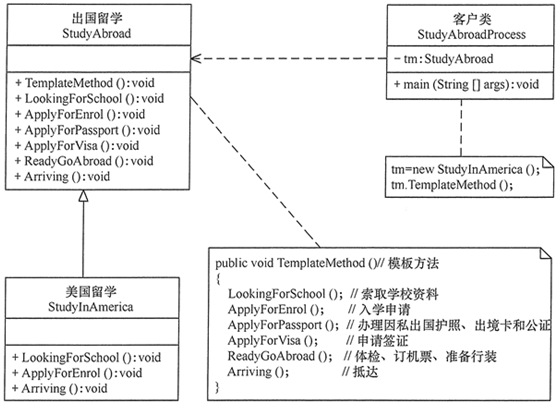 出国留学
StudyAbroad
+ TemplateMethod ():void
+ LookingForSchool ():void
+ ApplyForEnrol ():void
+ ApplyForPassport ():void
+ ApplyForVisa ():void
+ ReadyGoAbroad ():void
+ Arriving ():void
客户类
StudyAbroadProcess
- tm:StudyAbroad
+ main (String [] args):void
tm=new StudyInAmerica ();
tm.TemplateMethod ();
美国留学
StudyInAmerica
+ LookingForSchool ():void
+ ApplyForEnrol ():void
+ Arriving ():void
public void TemplateMethod ()// 模板方法
{
LookingForSchool (); // 索取学校资料
ApplyForEnrol (); // 入学申请
ApplyForPassport (); // 办理因私出国护照、出境卡和公证
ApplyForVisa (); // 申请签证
ReadyGoAbroad (); // 体检、订机票、准备行装
Arriving (); // 抵达
}